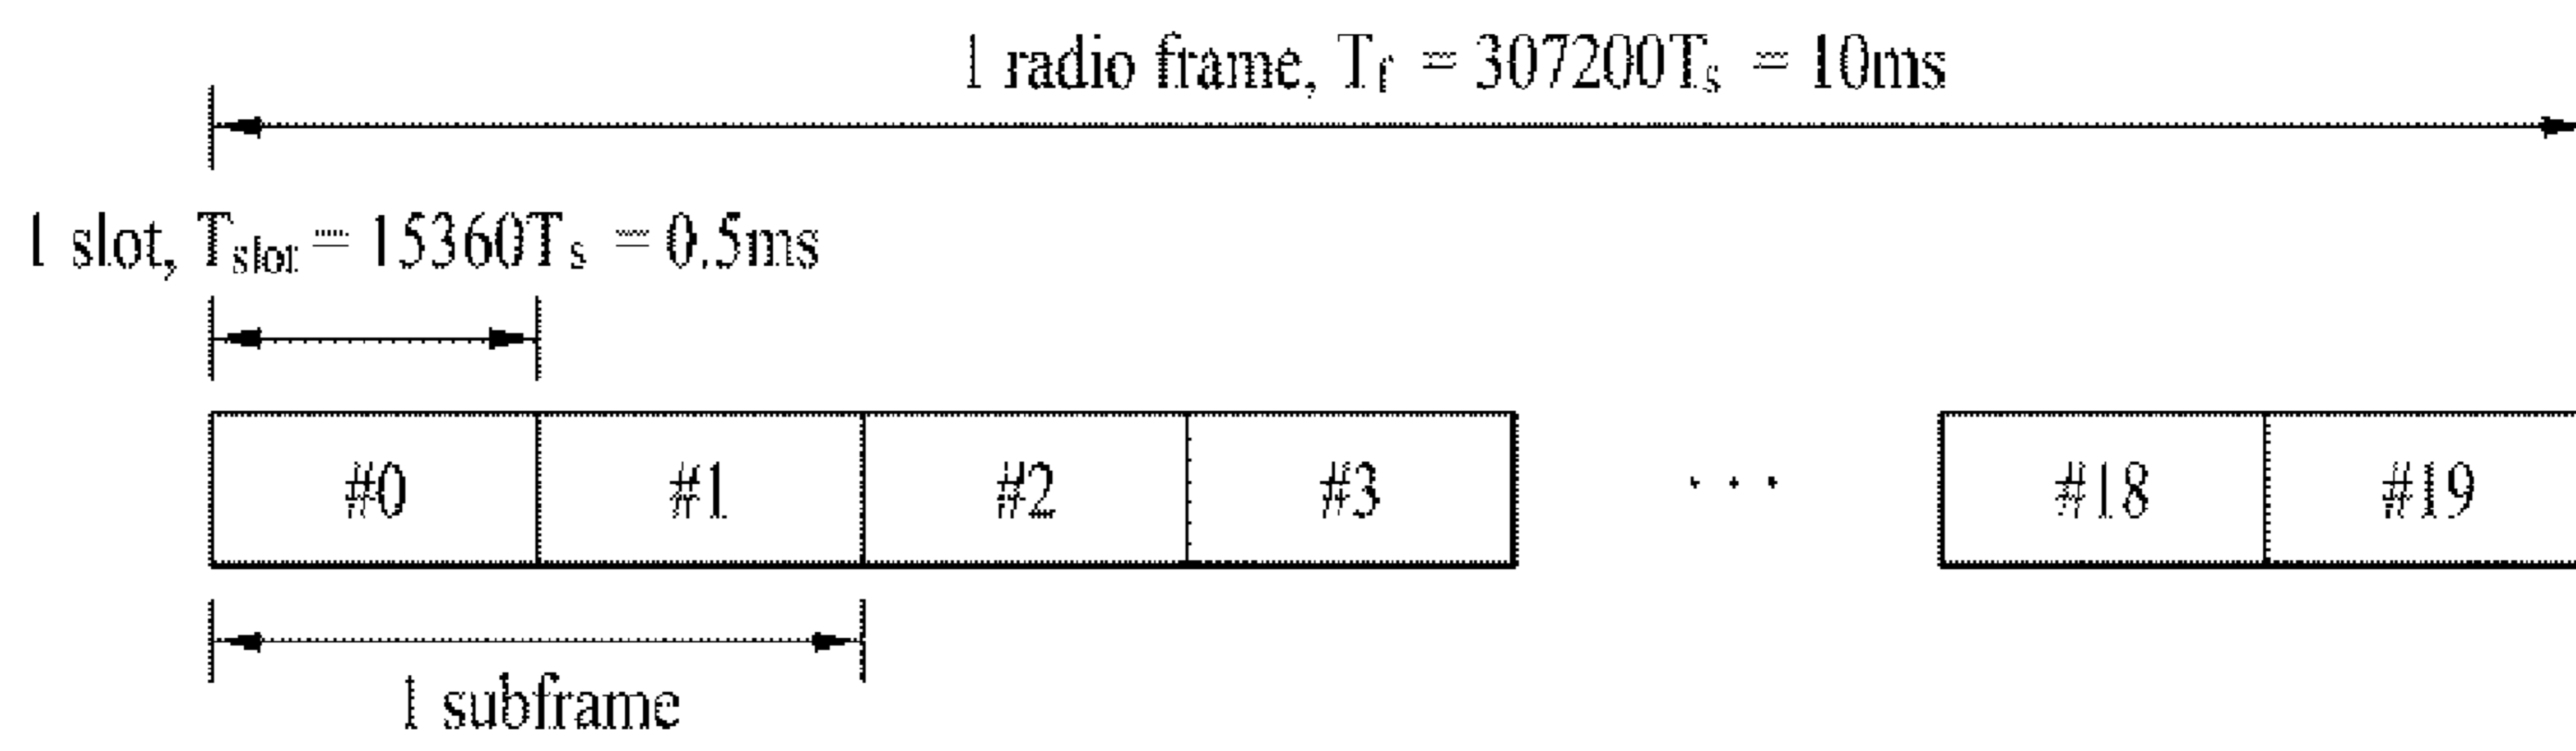 1 radio frame, Tf = 307200Ts = 10ms
1 slot, Tslot = 15360Ts = 0.5ms
#0 #1 #2 #3 ... #18 #19
1 subframe